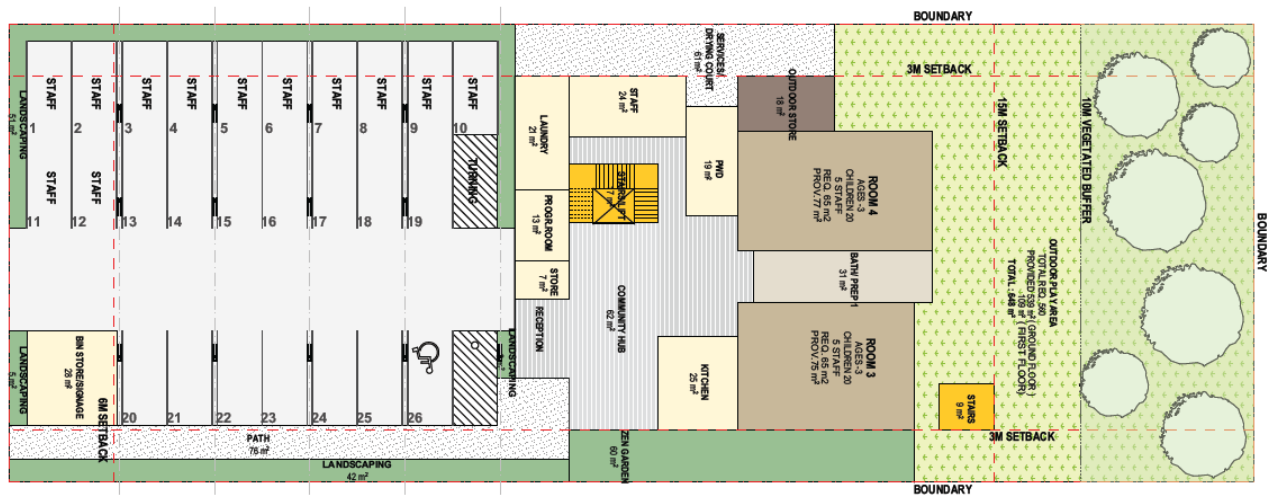 BOUNDARY
3M SETBACK
15M SETBACK
10M VEGETATED BUFFER
BOUNDARY
LANDSCAPING
51 m²
STAFF
STAFF
STAFF
STAFF
STAFF
STAFF
STAFF
STAFF
STAFF
STAFF
1
2
3
4
5
6
7
8
9
10
STAFF
STAFF
TURNING
11
12
13
14
15
16
17
18
19
SERVICES/
DRYING COURT
61 m²
STAFF
24 m²
LAUNDRY
21 m²
PROGR.ROOM
13 m²
STORE
7 m²
RECEPTION
STAIRS/LIFT
7 m²
PWD
19 m²
OUTDOOR STORE
18 m²
ROOM 4
AGES -3
CHILDREN 20
5 STAFF
REQ. 65 m2
PROV.77 m²
BATH/ PREP 1
31 m²
COMMUNITY HUB
62 m²
KITCHEN
25 m²
ROOM 3
AGES -3
CHILDREN 20
5 STAFF
REQ. 65 m2
PROV.75 m²
OUTDOOR PLAY AREA
TOTAL REQ. 560
PROVIDED 539 m² ( GROUND FLOOR )
109 m² ( FIRST FLOOR)
TOTAL : 648 m²
STAIRS
9 m²
LANDSCAPING
5 m²
BIN STORE/SIGNAGE
28 m²
6M SETBACK
20
21
22
23
24
25
26
LANDSCAPING
PATH
76 m²
LANDSCAPING
42 m²
ZEN GARDEN
60 m²
3M SETBACK
BOUNDARY